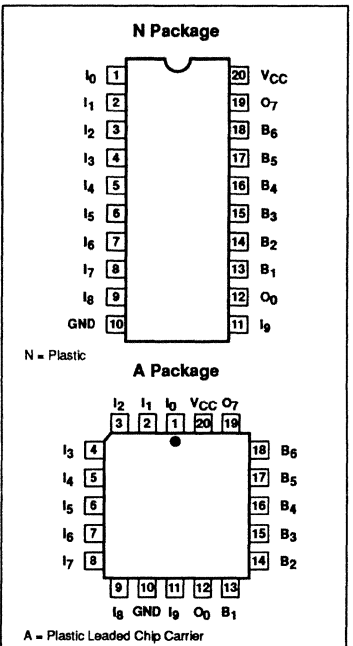 N Package
I0 1 20 VCC
I1 2 19 O7
I2 3 18 B6
I3 4 17 B5
I4 5 16 B4
I5 6 15 B3
I6 7 14 B2
I7 8 13 B1
I8 9 12 O0
GND 10 11 I9
N = Plastic
A Package
I2 I1 I0 VCC O7
3 2 1 20 19
I3 4 18 B6
I4 5 17 B5
I5 6 16 B4
I6 7 15 B3
I7 8 14 B2
9 10 11 12 13
I8 GND I9 O0 B1
A = Plastic Leaded Chip Carrier